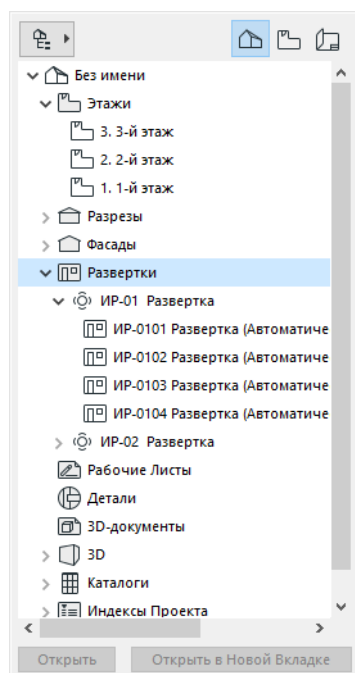 Без имени
Этажи
3. 3-й этаж
2. 2-й этаж
1. 1-й этаж
Разрезы
Фасады
Развертки
ИР-01 Развертка
ИР-0101 Развертка (Автоматиче
ИР-0102 Развертка (Автоматиче
ИР-0103 Развертка (Автоматиче
ИР-0104 Развертка (Автоматиче
ИР-02 Развертка
Рабочие Листы
Детали
3D-документы
3D
Каталоги
Индексы Проекта
Открыть Открыть в Новой Вкладке